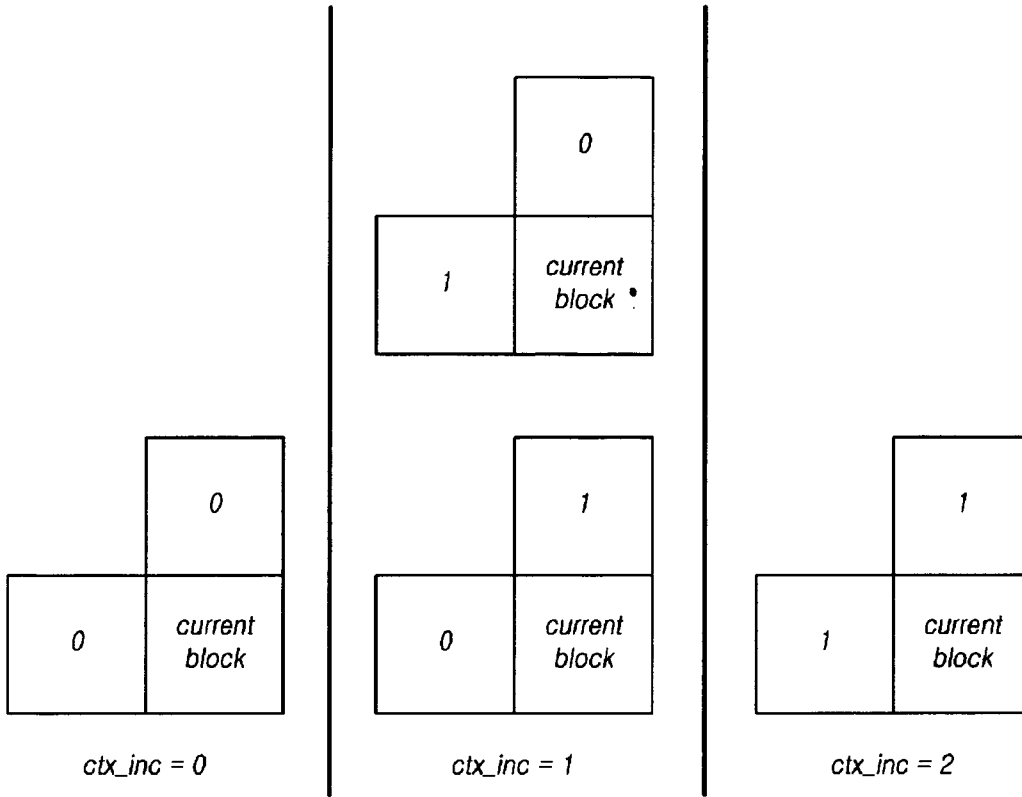 0
1
current
block
0
0
current
block
ctx_inc = 0
1
0
current
block
ctx_inc = 1
1
1
current
block
ctx_inc = 2